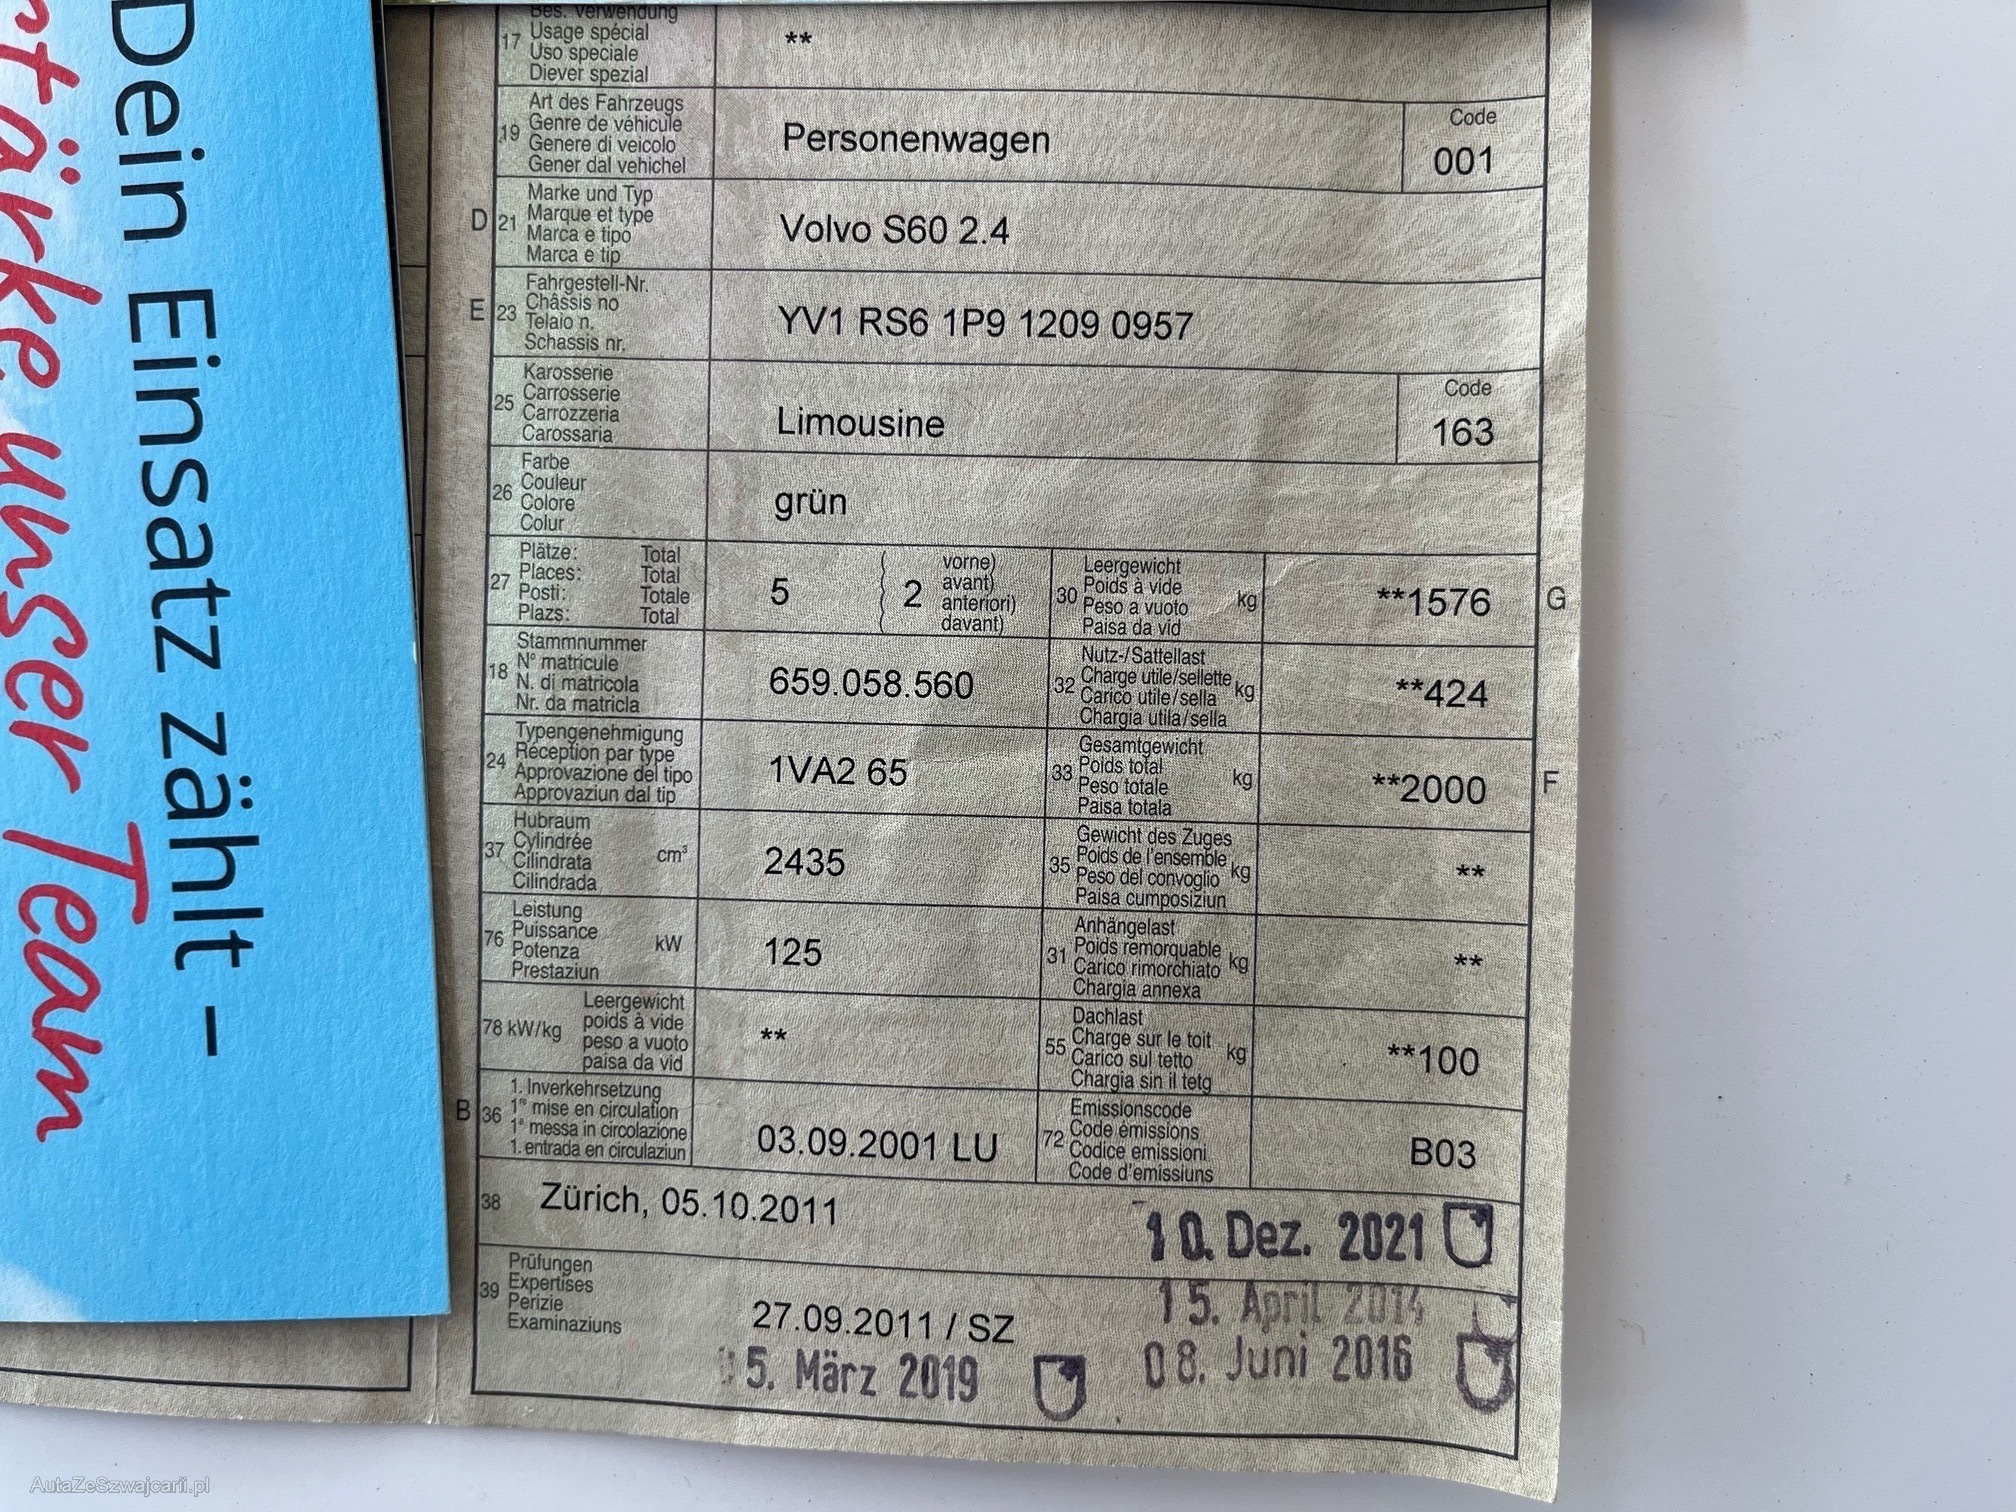 Dein Einsatz zählt -
stärke unser Team
Bes. Verwendung
17 Usage spécial
Uso speciale
Diever spezial
**
19 Art des Fahrzeugs
Genre de véhicule
Genere di veicolo
Gener dal vehichel
Personenwagen
Code
001
D 21 Marke und Typ
Marque et type
Marca e tipo
Marca e tip
Volvo S60 2.4
E 23 Fahrgestell-Nr.
Châssis no
Telaio n.
Schassis nr.
YV1 RS6 1P9 1209 0957
25 Karosserie
Carrosserie
Carrozzeria
Carossaria
Limousine
Code
163
26 Farbe
Couleur
Colore
Colur
grün
27 Plätze: Total
Places: Total
Posti: Totale
Plazs: Total
5 ( 2 vorne)
avant)
anteriori)
davant)
30 Leergewicht
Poids à vide
Peso a vuoto
Paisa da vid
kg
**1576
G
18 Stammnummer
N° matricule
N. di matricola
Nr. da matricla
659.058.560
32 Nutz-/Sattellast
Charge utile/sellette
Carico utile/sella
Chargia utila/sella
kg
**424
24 Typengenehmigung
Réception par type
Approvazione del tipo
Approvaziun dal tip
1VA2 65
33 Gesamtgewicht
Poids total
Peso totale
Paisa totala
kg
**2000
F
37 Hubraum
Cylindrée
Cilindrata
Cilindrada
cm³
2435
35 Gewicht des Zuges
Poids de l'ensemble
Peso del convoglio
Paisa cumposiziun
kg
**
76 Leistung
Puissance
Potenza
Prestaziun
kW
125
31 Anhängelast
Poids remorquable
Carico rimorchiato
Chargia annexa
kg
**
78 kW/kg Leergewicht
poids à vide
peso a vuoto
paisa da vid
**
55 Dachlast
Charge sur le toit
Carico sul tetto
Chargia sin il tetg
kg
**100
B 36 1. Inverkehrsetzung
1re mise en circulation
1a messa in circolazione
1. entrada en circulaziun
03.09.2001 LU
72 Emissionscode
Code émissions
Codice emissioni
Code d'emissiuns
B03
38 Zürich, 05.10.2011
10. Dez. 2021
39 Prüfungen
Expertises
Perizie
Examinaziuns
27.09.2011 / SZ
15. April 2014
5. März 2019
08. Juni 2016
AutaZeSzwajcarii.pl